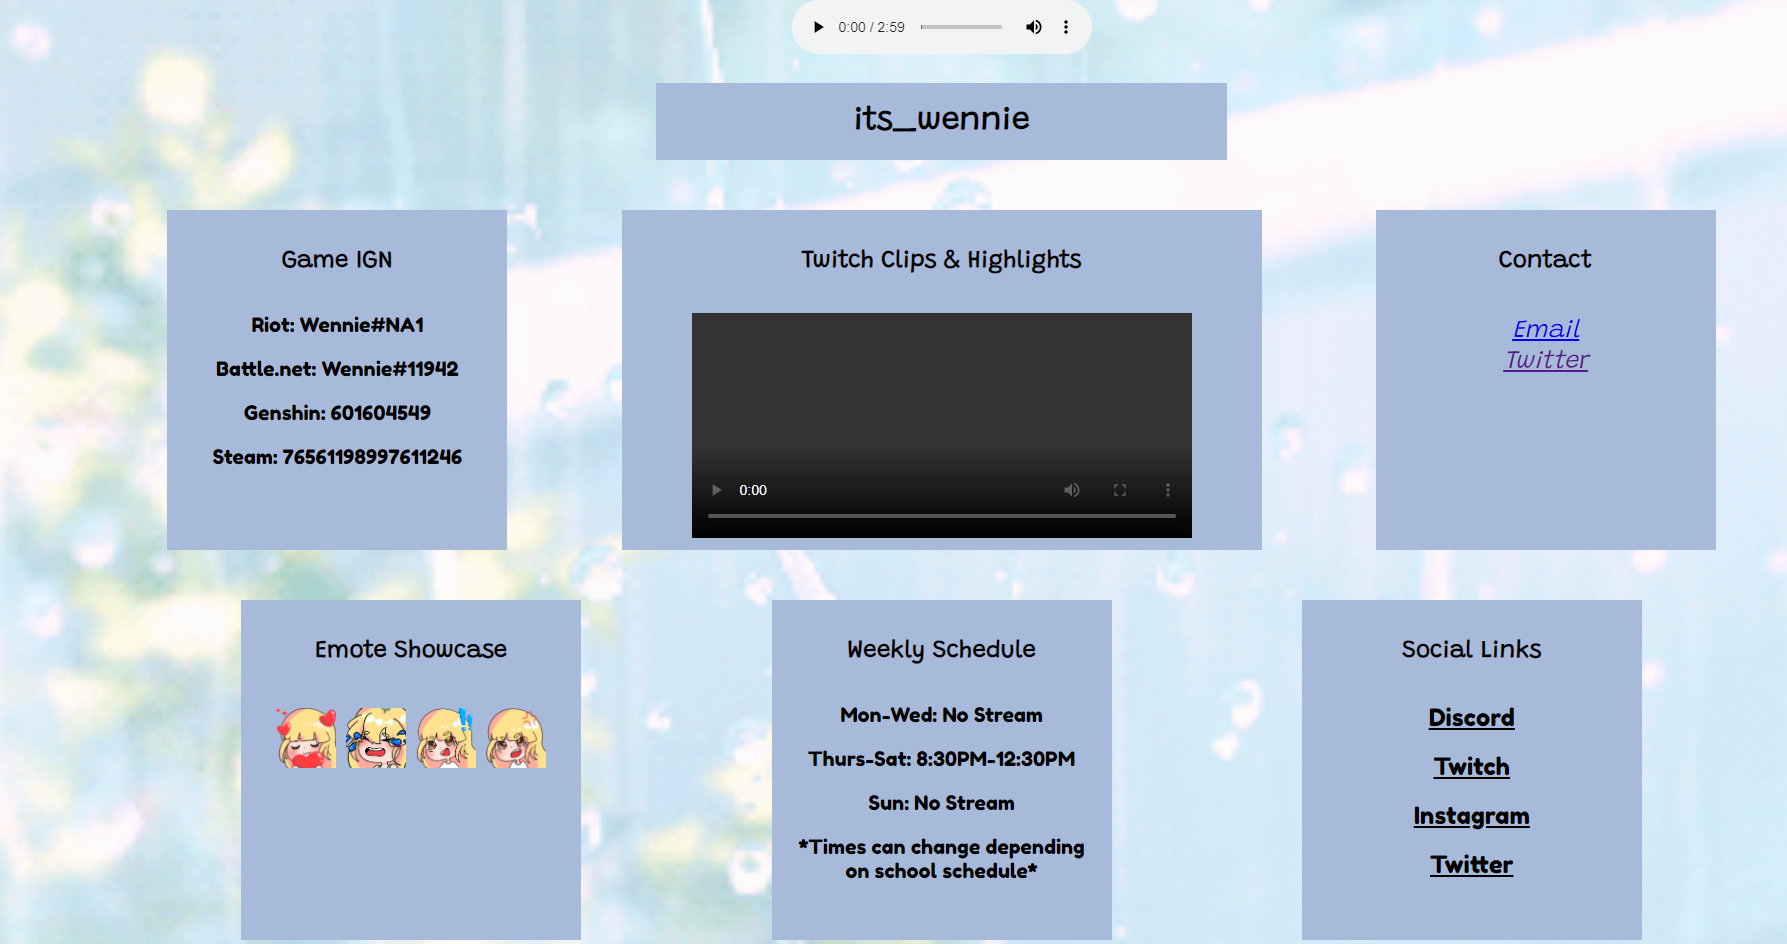 0:00 / 2:59
its_wennie
Game IGN
Riot: Wennie#NA1
Battle.net: Wennie#11942
Genshin: 601604549
Steam: 76561198997611246
Twitch Clips & Highlights
0:00
Contact
Email
Twitter
Emote Showcase
Weekly Schedule
Mon-Wed: No Stream
Thurs-Sat: 8:30PM-12:30PM
Sun: No Stream
*Times can change depending
on school schedule*
Social Links
Discord
Twitch
Instagram
Twitter